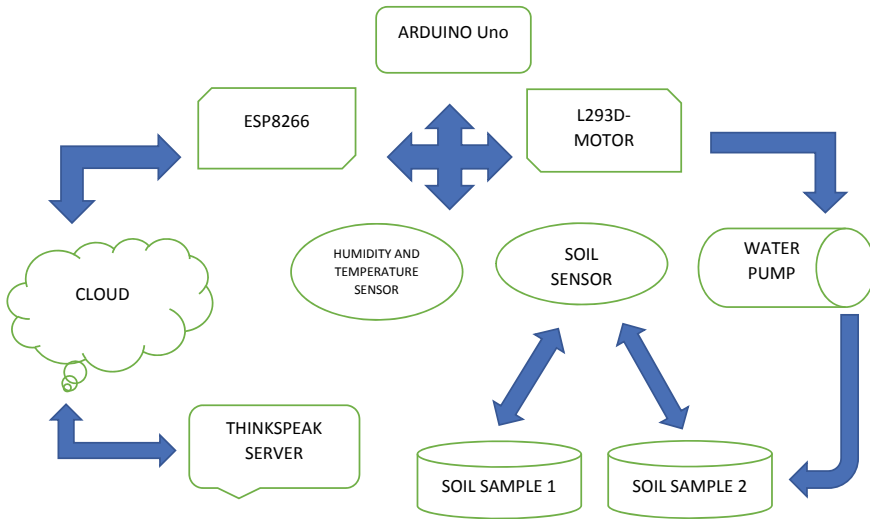 ARDUINO Uno
ESP8266
L293D-
MOTOR
HUMIDITY AND
TEMPERATURE
SENSOR
SOIL
SENSOR
WATER
PUMP
CLOUD
THINKSPEAK
SERVER
SOIL SAMPLE 1
SOIL SAMPLE 2